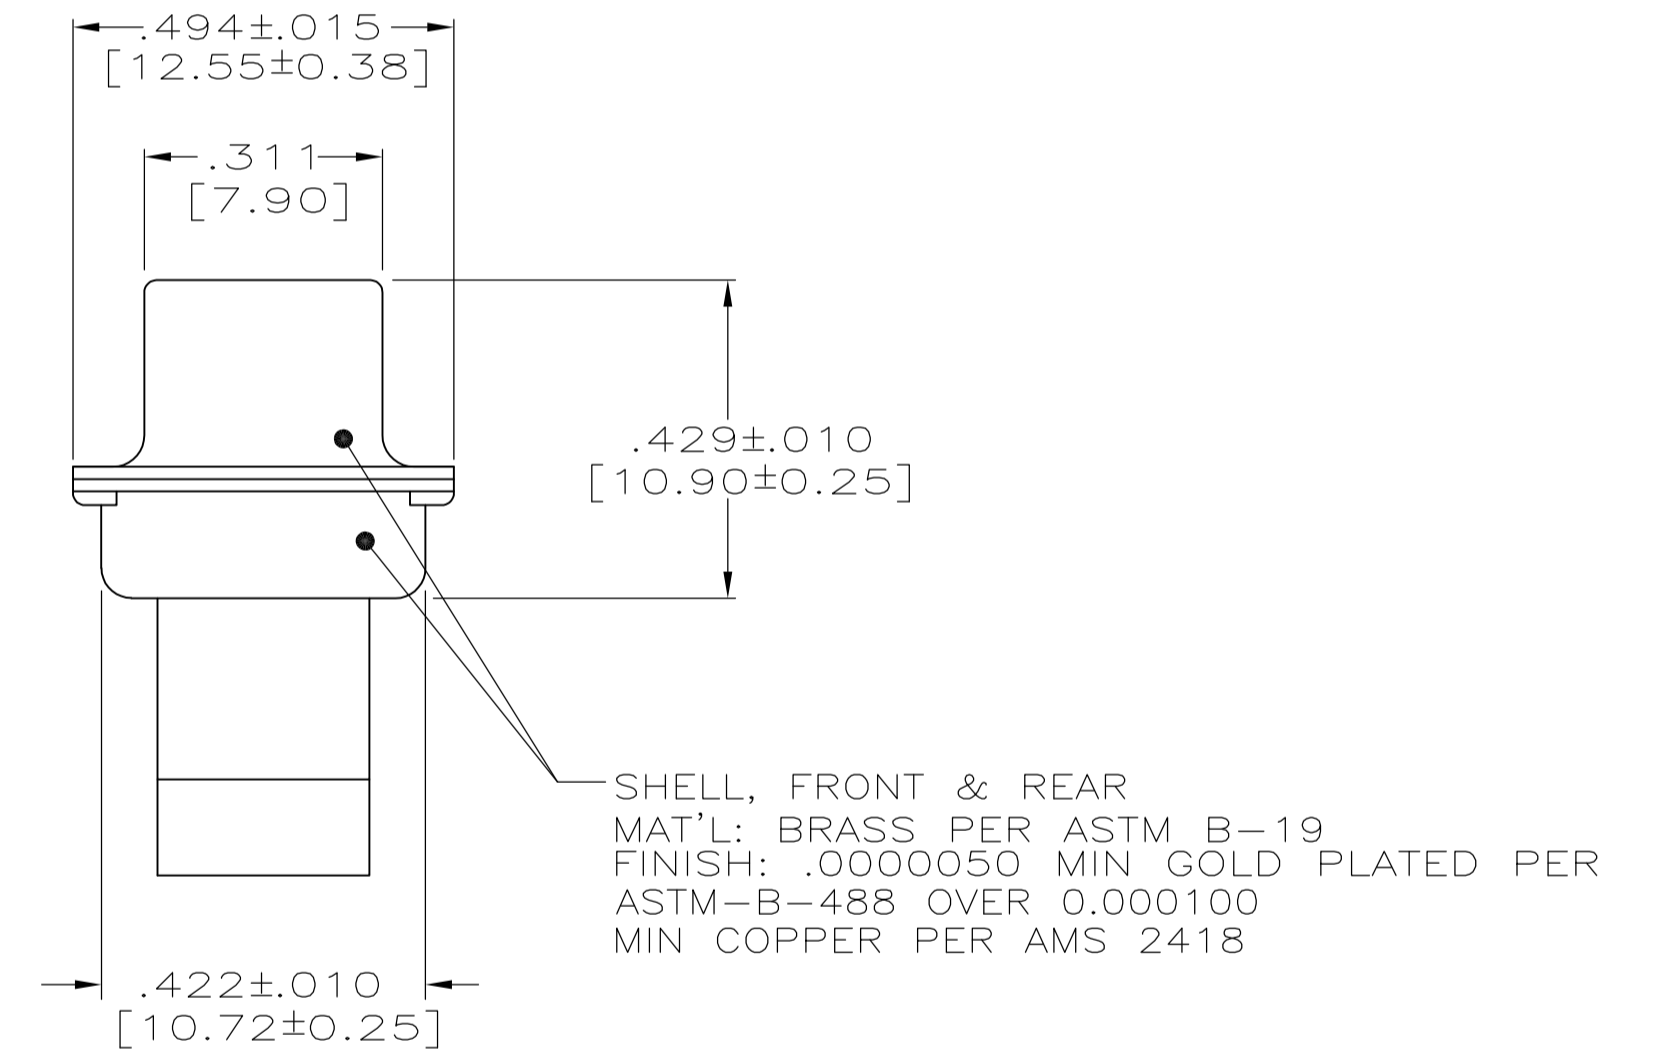 .494±.015
[12.55±0.38]
.311
[7.90]
.429±.010
[10.90±0.25]
SHELL, FRONT & REAR
MAT'L: BRASS PER ASTM B-19
FINISH: .0000050 MIN GOLD PLATED PER
ASTM-B-488 OVER 0.000100
MIN COPPER PER AMS 2418
.422±.010
[10.72±0.25]